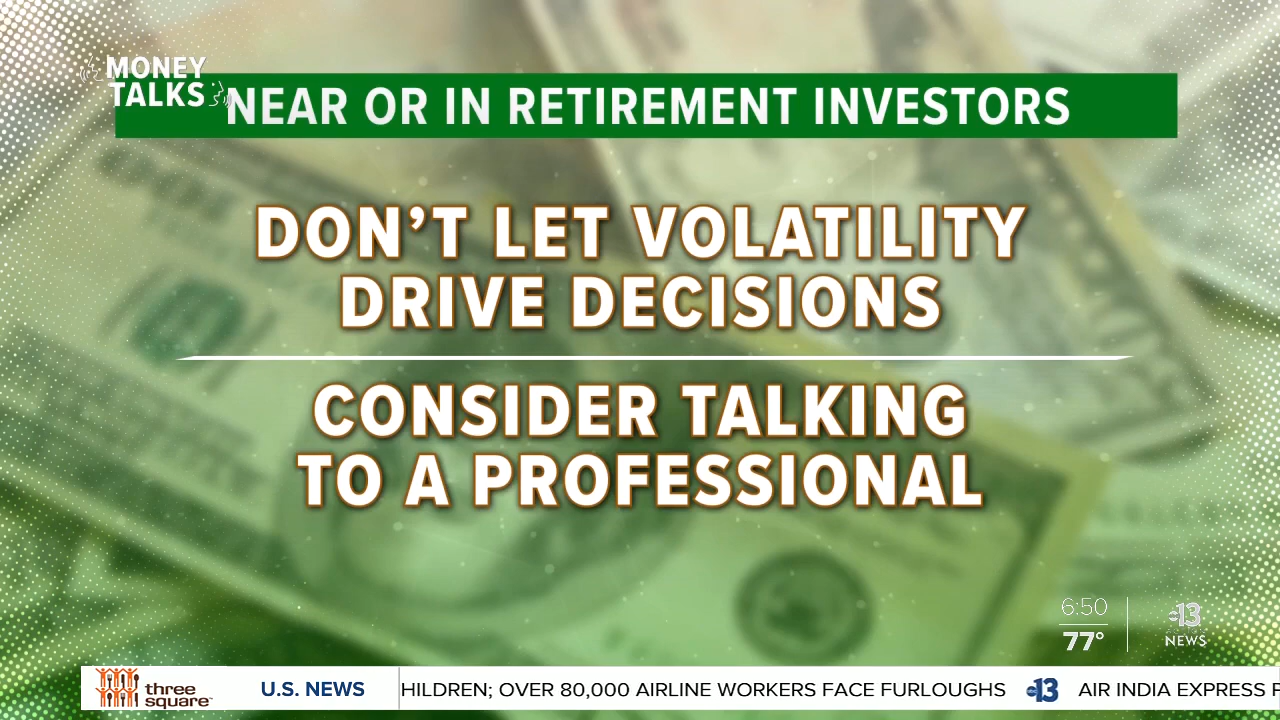 MONEY
TALKS
NEAR OR IN RETIREMENT INVESTORS
DON'T LET VOLATILITY
DRIVE DECISIONS
CONSIDER TALKING
TO A PROFESSIONAL
6:50
77°
13
NEWS
three
square
U.S. NEWS
HILDREN; OVER 80,000 AIRLINE WORKERS FACE FURLOUGHS
13
AIR INDIA EXPRESS